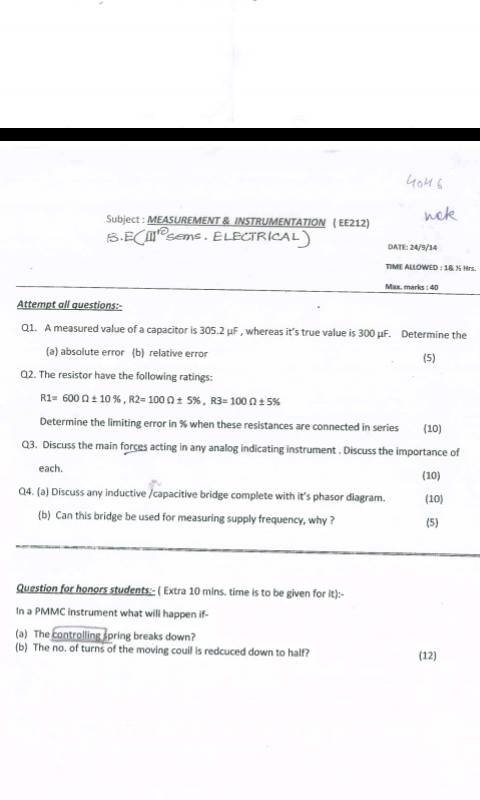 4046
Subject : MEASUREMENT & INSTRUMENTATION ( EE212)
nek
B.E(IIIrd sems. ELECTRICAL)
DATE: 24/9/14
TIME ALLOWED : 1& ½ Hrs.
Max. marks : 40
Attempt all questions:-
Q1. A measured value of a capacitor is 305.2 µF , whereas it's true value is 300 µF. Determine the
(a) absolute error (b) relative error (5)
Q2. The resistor have the following ratings:
R1= 600 Ω ± 10 % , R2= 100 Ω ± 5% , R3= 100 Ω ± 5%
Determine the limiting error in % when these resistances are connected in series (10)
Q3. Discuss the main forces acting in any analog indicating instrument . Discuss the importance of
each. (10)
Q4. (a) Discuss any inductive /capacitive bridge complete with it's phasor diagram. (10)
(b) Can this bridge be used for measuring supply frequency, why ? (5)
Question for honors students:- ( Extra 10 mins. time is to be given for it):-
In a PMMC instrument what will happen if-
(a) The controlling spring breaks down?
(b) The no. of turns of the moving couil is redcuced down to half? (12)